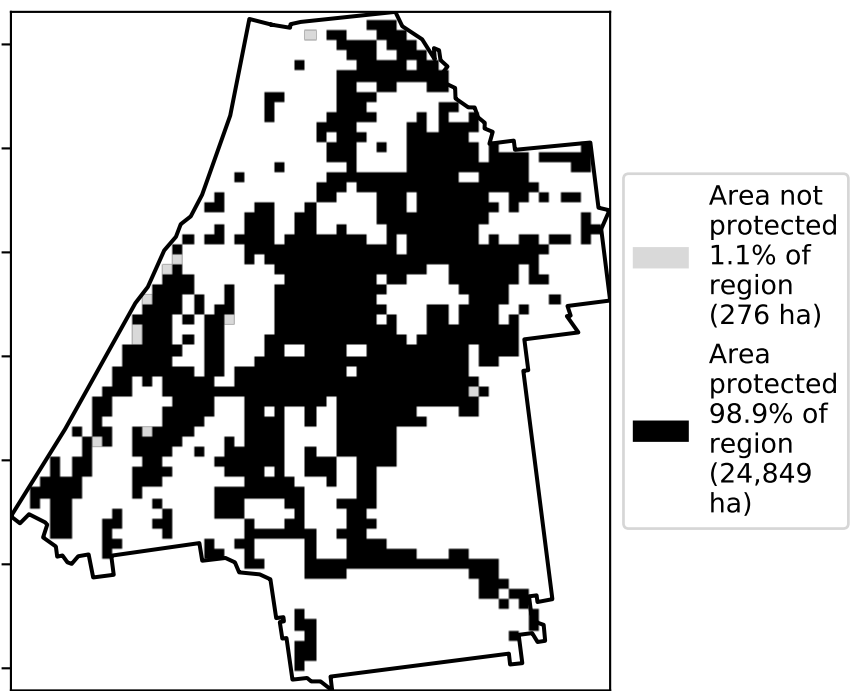 Area not
protected
1.1% of
region
(276 ha)
Area
protected
98.9% of
region
(24,849
ha)